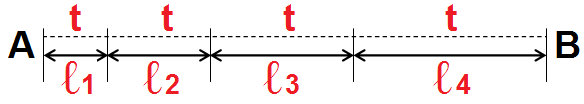 t t t t
A B
ℓ1 ℓ2 ℓ3 ℓ4